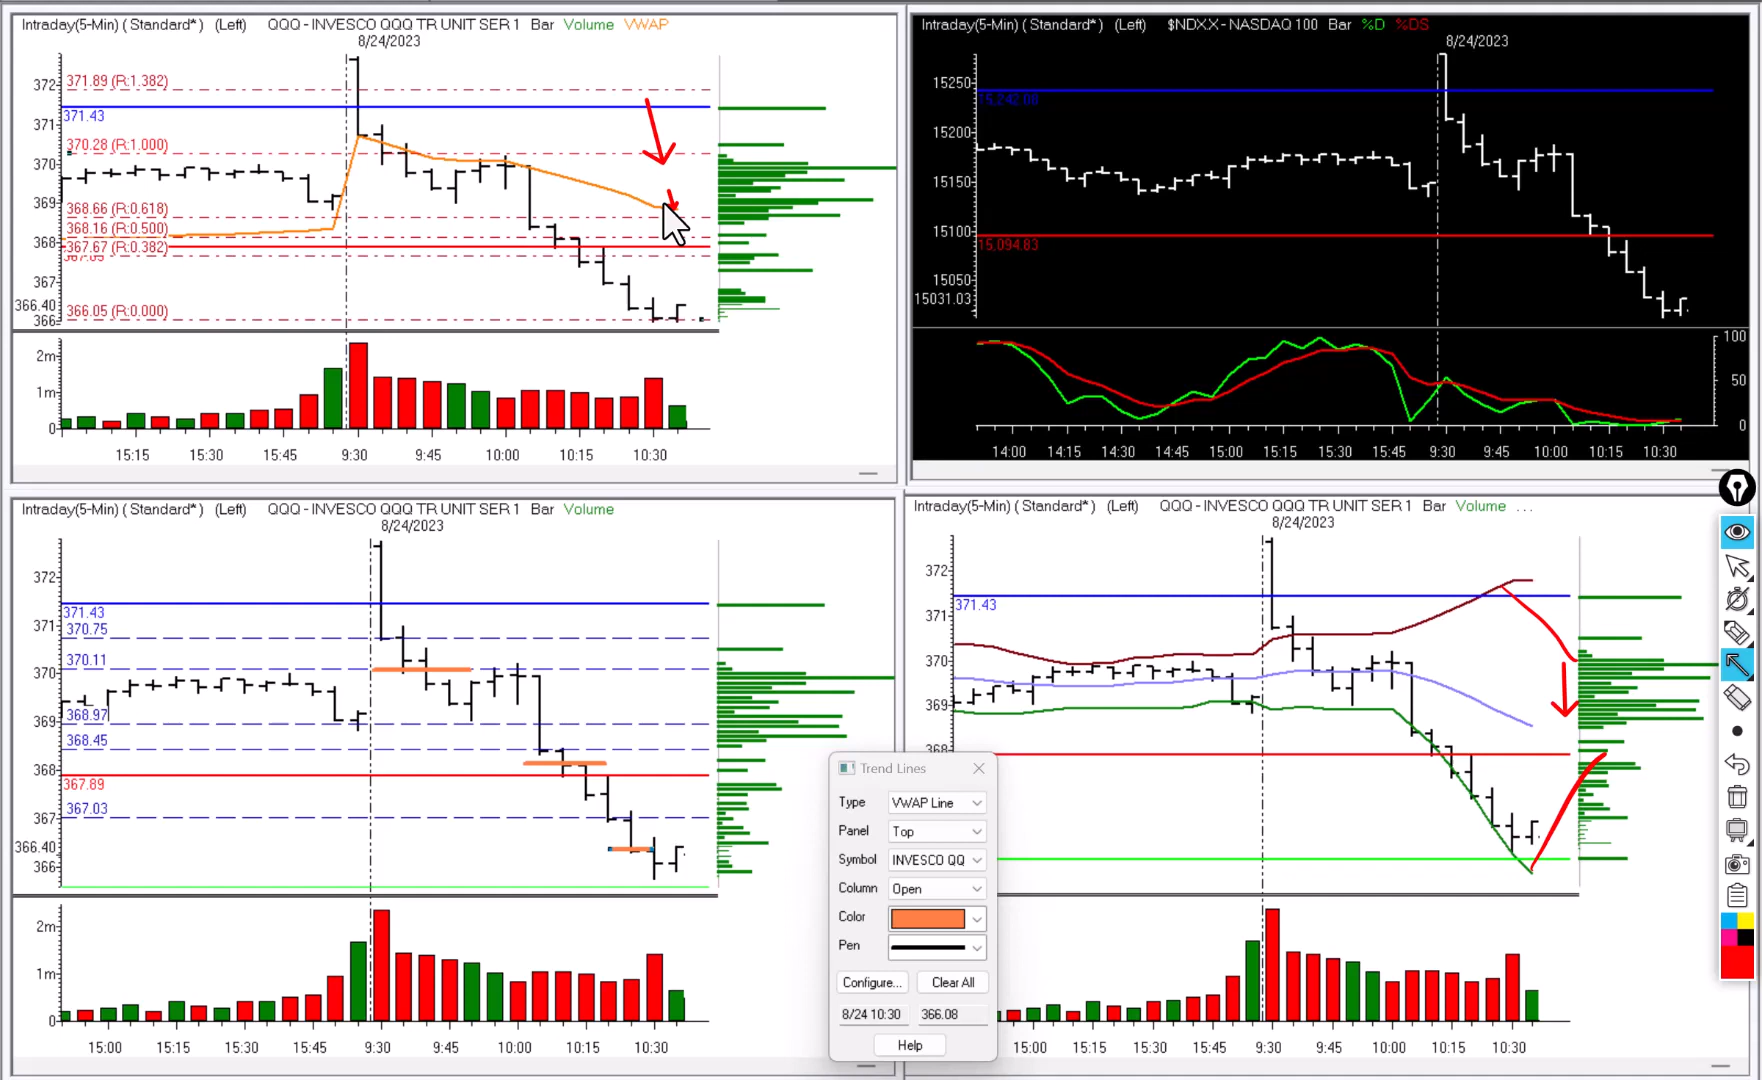 Intraday(5-Min) ( Standard* ) (Left) QQQ - INVESCO QQQ TR UNIT SER 1 Bar Volume VWAP
8/24/2023
372
371.89 (R:1.382)
371.43
371
370.28 (R:1.000)
370
369
368.66 (R:0.618)
368.16 (R:0.500)
368
367.67 (R:0.382)
367
366.40
366.05 (R:0.000)
366
2m
1m
0
15:15 15:30 15:45 9:30 9:45 10:00 10:15 10:30
Intraday(5-Min) ( Standard* ) (Left) $NDX.X - NASDAQ 100 Bar %D %DS
8/24/2023
15250
15,242.08
15200
15150
15100
15,094.83
15050
15031.03
100
50
0
14:00 14:15 14:30 14:45 15:00 15:15 15:30 15:45 9:30 9:45 10:00 10:15 10:30
Intraday(5-Min) ( Standard* ) (Left) QQQ - INVESCO QQQ TR UNIT SER 1 Bar Volume
8/24/2023
372
371.43
371
370.75
370.11
370
368.97
369
368.45
368
367.89
367.03
367
366.40
366
2m
1m
0
15:00 15:15 15:30 15:45 9:30 9:45 10:00 10:15 10:30
Intraday(5-Min) ( Standard* ) (Left) QQQ - INVESCO QQQ TR UNIT SER 1 Bar Volume ...
8/24/2023
372
371.43
371
370
369
368
15:00 15:15 15:30 15:45 9:30 9:45 10:00 10:15 10:30
Trend Lines
Type VWAP Line
Panel Top
Symbol INVESCO QQ
Column Open
Color
Pen
Configure... Clear All
8/24 10:30 366.08
Help